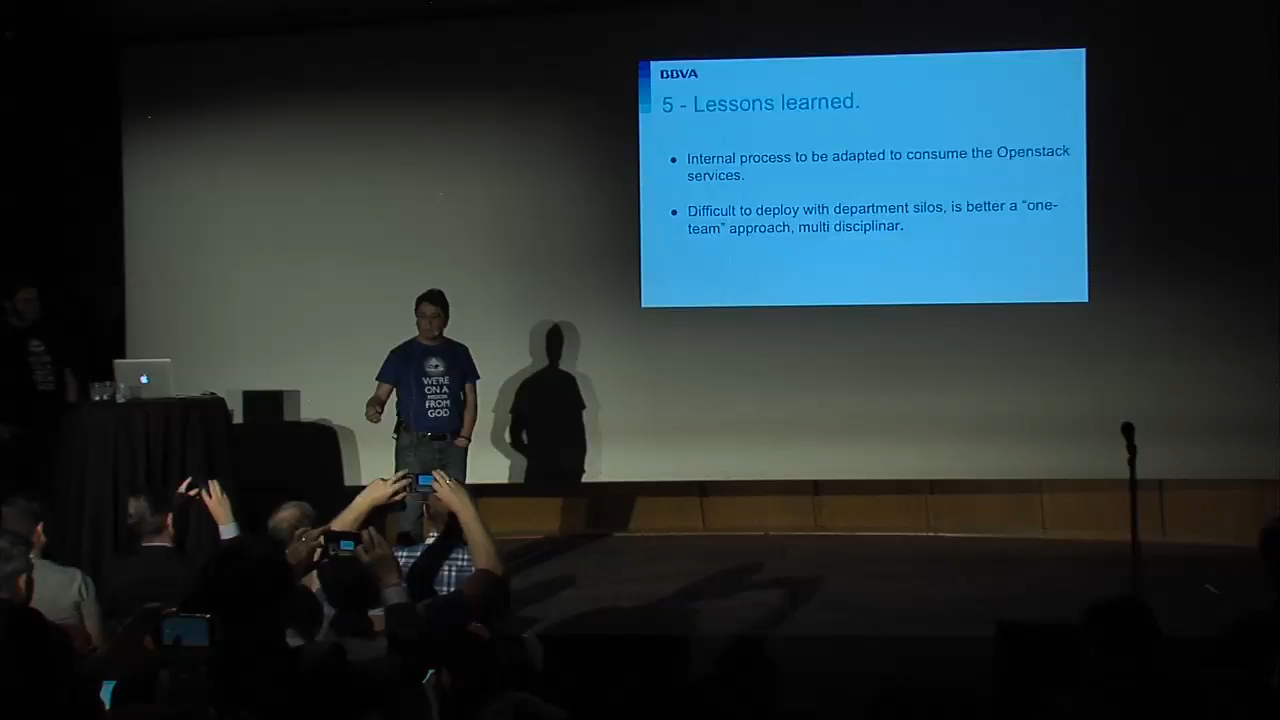 BBVA
5 - Lessons learned.
● Internal process to be adapted to consume the Openstack
services.
● Difficult to deploy with department silos, is better a “one-
team” approach, multi disciplinar.
WE'RE
ON A
MISSION
FROM
GOD